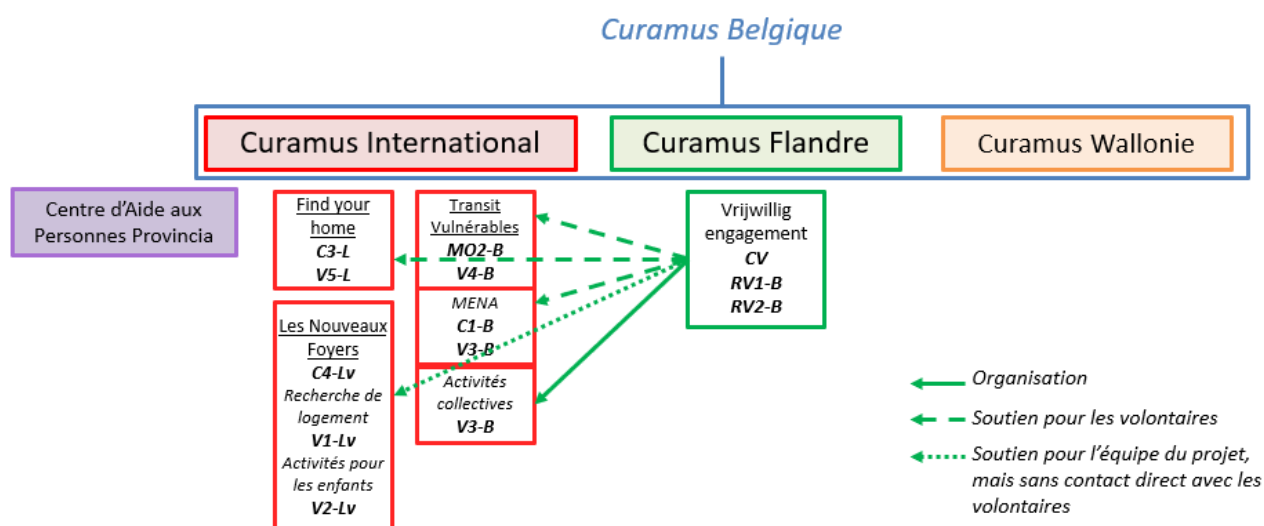 Curamus Belgique
Curamus International
Curamus Flandre
Curamus Wallonie
Centre d'Aide aux
Personnes Provincia
Find your
home
C3-L
V5-L
Les Nouveaux
Foyers
C4-Lv
Recherche de
logement
V1-Lv
Activités pour
les enfants
V2-Lv
Transit
Vulnérables
MO2-B
V4-B
MENA
C1-B
V3-B
Activités
collectives
V3-B
Vrijwillig
engagement
CV
RV1-B
RV2-B
Organisation
Soutien pour les volontaires
Soutien pour l'équipe du projet,
mais sans contact direct avec les
volontaires